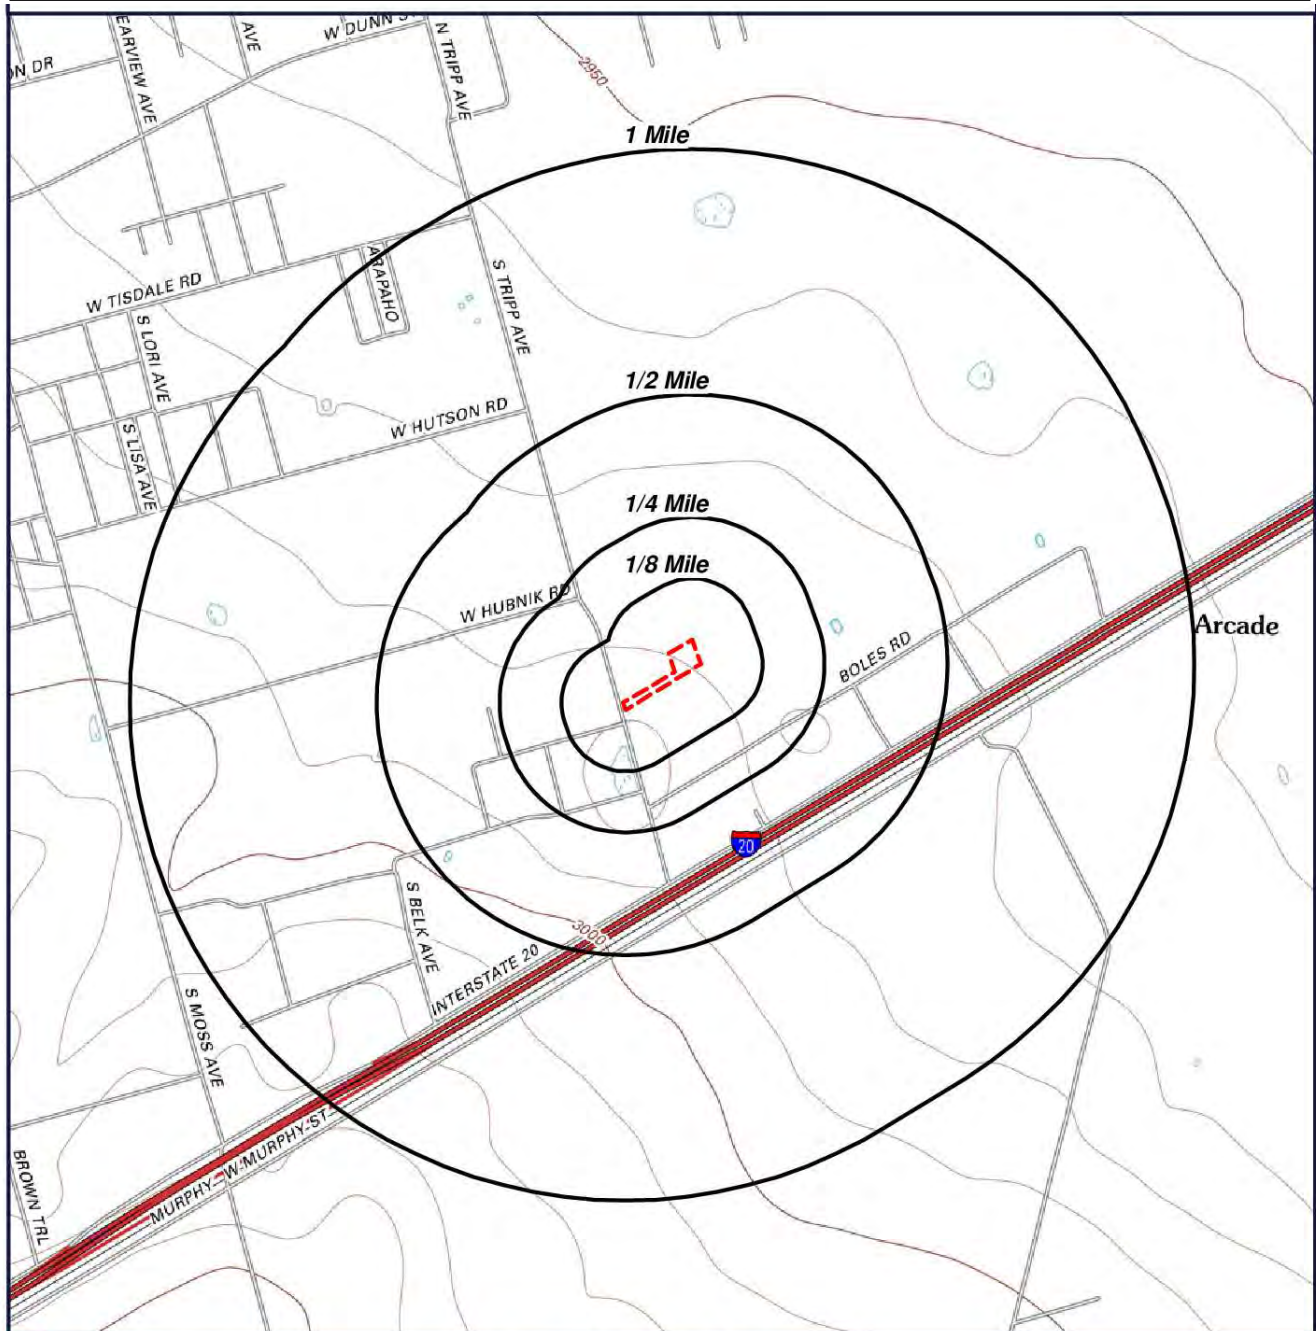 W DUNN
AVE
EARVIEW AVE
N TRIPP AVE
ON DR
2950
1 Mile
W TISDALE RD
ARAPAHO
S TRIPP AVE
S LORI AVE
1/2 Mile
W HUTSON RD
S LISA AVE
1/4 Mile
1/8 Mile
W HUBNIK RD
Arcade
BOLES RD
20
S BELK AVE
3000
INTERSTATE 20
S MOSS AVE
MURPHY W MURPHY ST
BROWN TRL